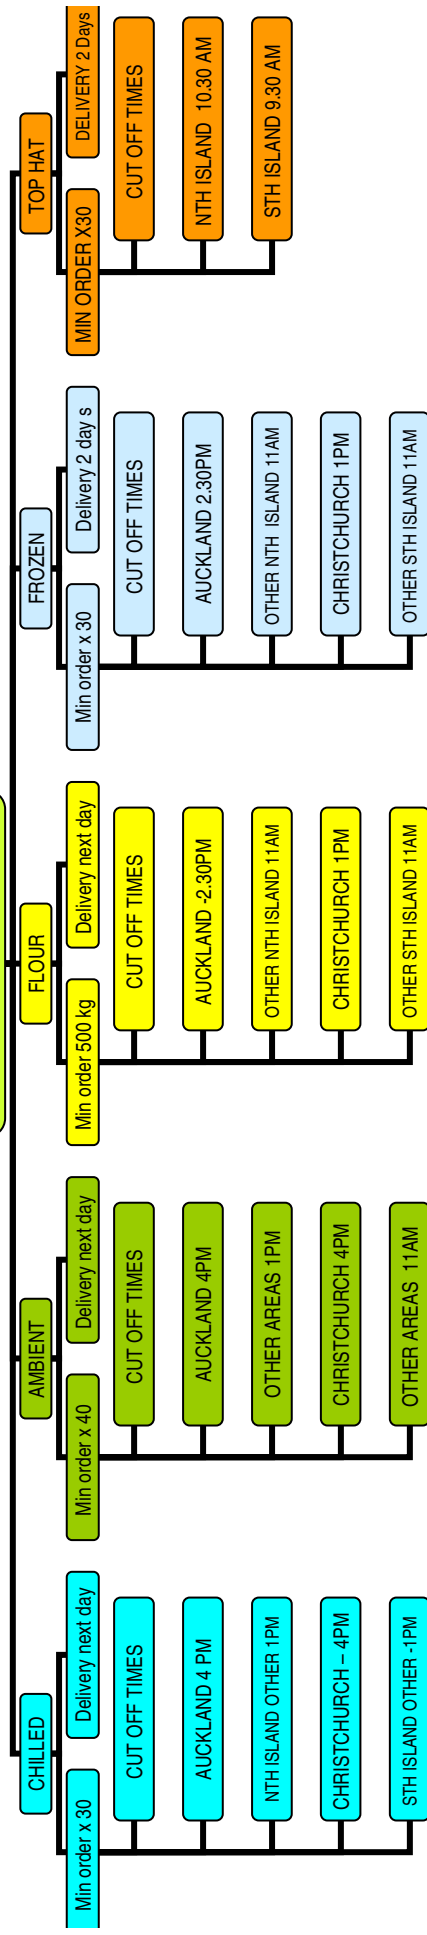 CHILLED
Min order x 30
Delivery next day
CUT OFF TIMES
AUCKLAND 4 PM
NTH ISLAND OTHER 1PM
CHRISTCHURCH – 4PM
STH ISLAND OTHER -1PM
AMBIENT
Min order x 40
Delivery next day
CUT OFF TIMES
AUCKLAND 4PM
OTHER AREAS 1PM
CHRISTCHURCH 4PM
OTHER AREAS 11AM
FLOUR
Min order 500 kg
Delivery next day
CUT OFF TIMES
AUCKLAND -2.30PM
OTHER NTH ISLAND 11AM
CHRISTCHURCH 1PM
OTHER STH ISLAND 11AM
FROZEN
Min order x 30
Delivery 2 day s
CUT OFF TIMES
AUCKLAND 2.30PM
OTHER NTH ISLAND 11AM
CHRISTCHURCH 1PM
OTHER STH ISLAND 11AM
TOP HAT
MIN ORDER X30
DELIVERY 2 Days
CUT OFF TIMES
NTH ISLAND 10.30 AM
STH ISLAND 9.30 AM